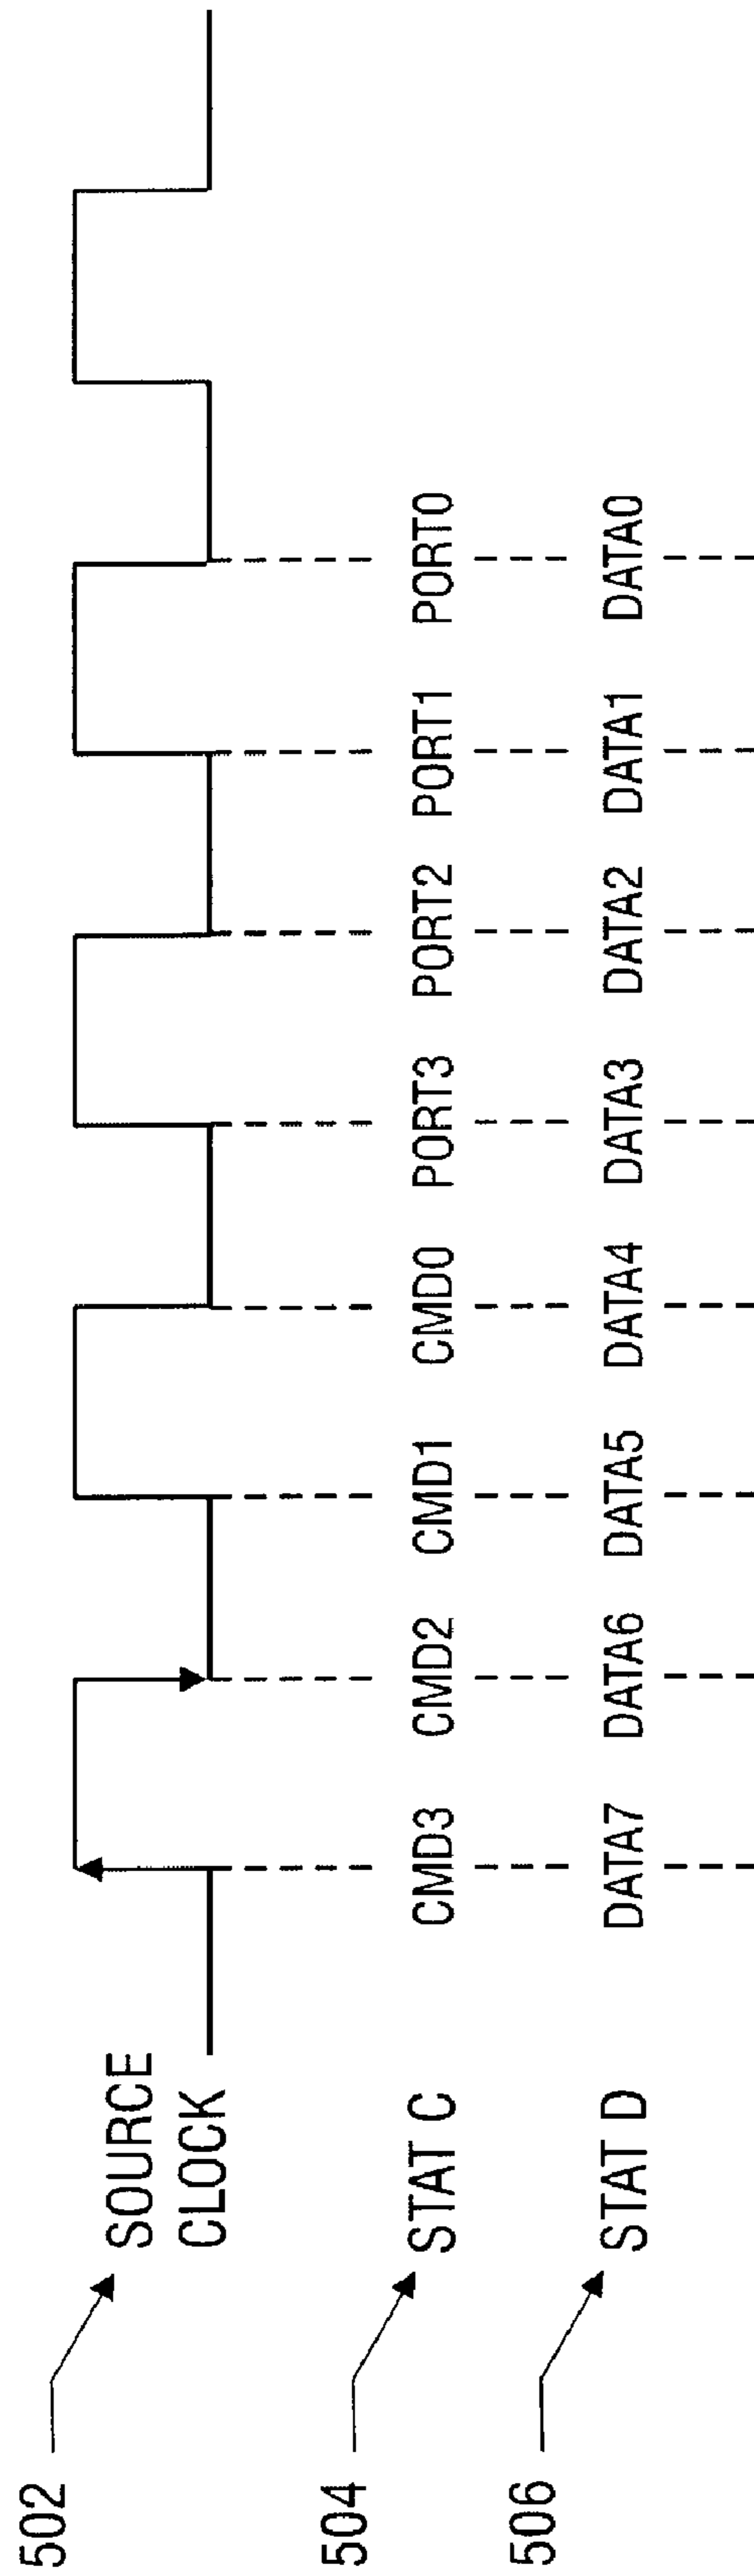 502
SOURCE
CLOCK
504
STAT C CMD3 CMD2 CMD1 CMD0 PORT3 PORT2 PORT1 PORT0
506
STAT D DATA7 DATA6 DATA5 DATA4 DATA3 DATA2 DATA1 DATA0